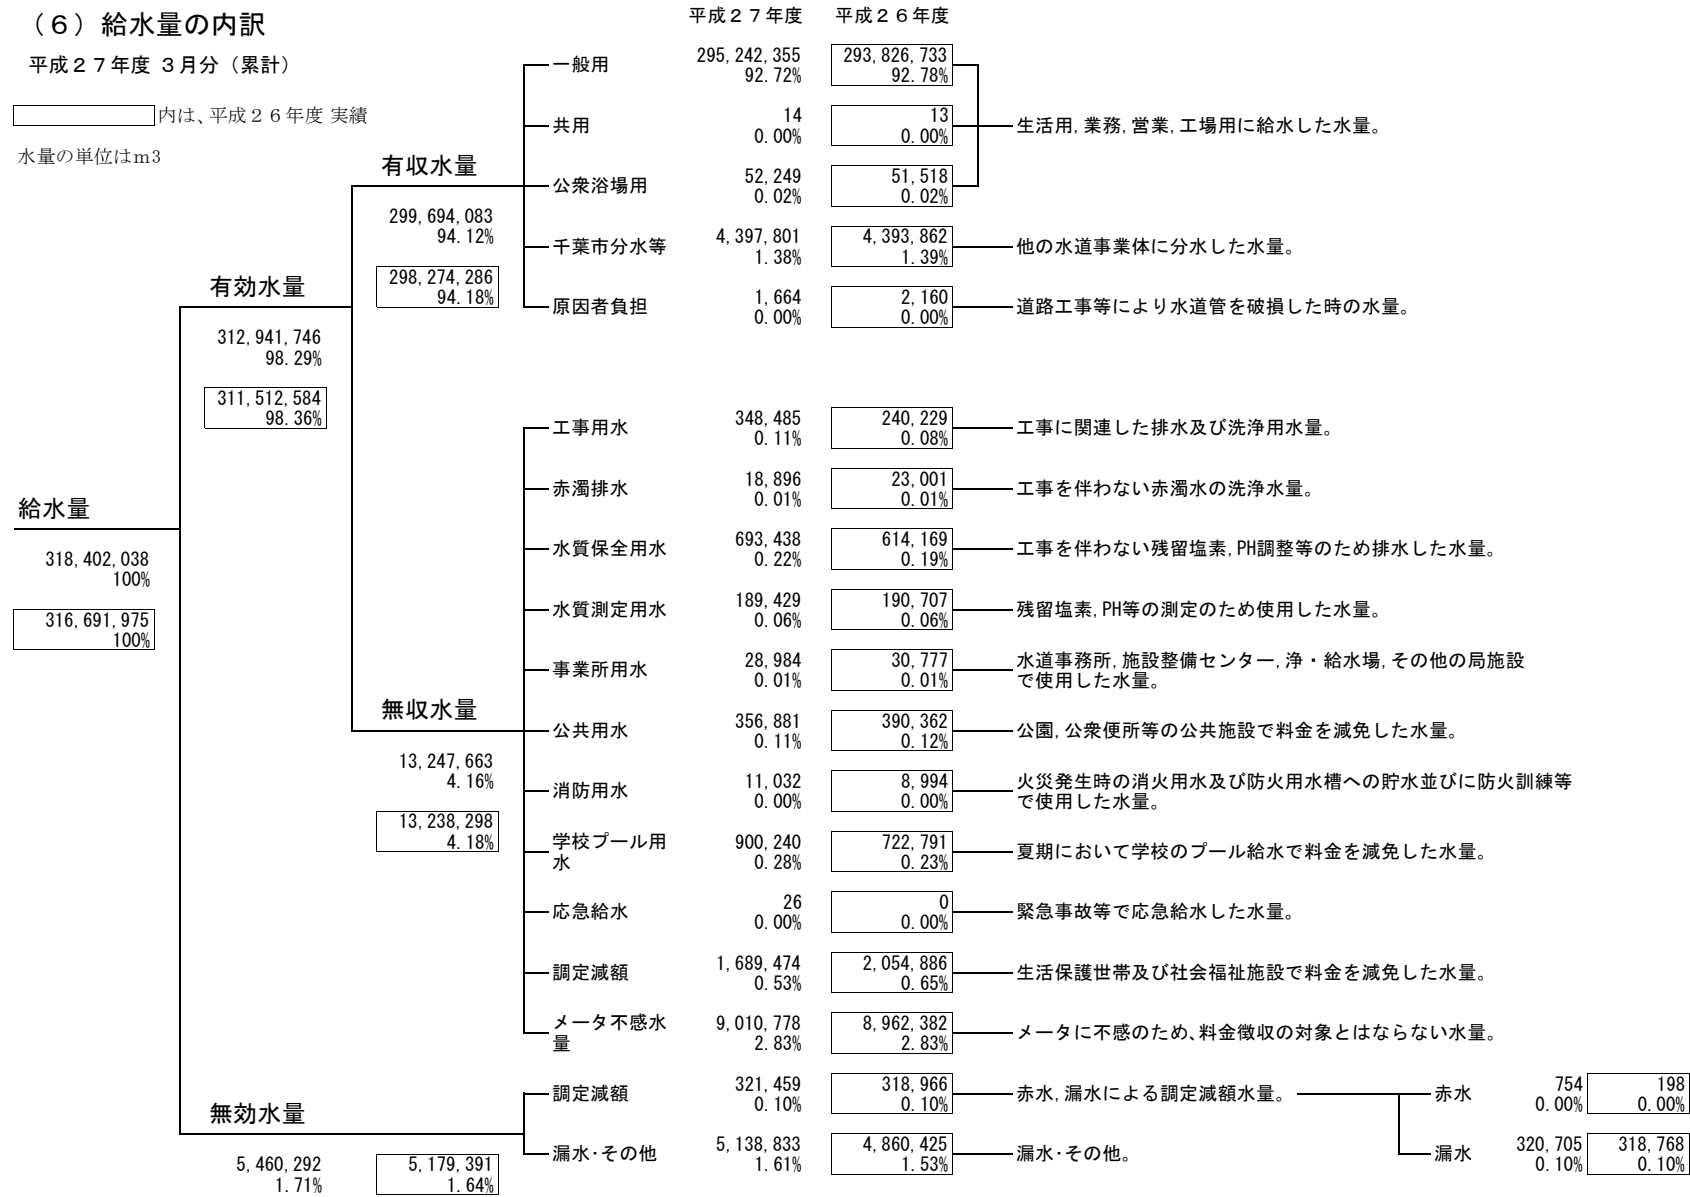 （６）給水量の内訳
平成２７年度 ３月分（累計）
内は、平成２６年度 実績
水量の単位はm3
平成２７年度 平成２６年度
一般用 295,242,355 293,826,733
92.72% 92.78%
共用 14 13 生活用,業務,営業,工場用に給水した水量。
0.00% 0.00%
有収水量
公衆浴場用 52,249 51,518
0.02% 0.02%
299,694,083
94.12%
千葉市分水等 4,397,801 4,393,862 他の水道事業体に分水した水量。
1.38% 1.39%
298,274,286
94.18%
有効水量
原因者負担 1,664 2,160 道路工事等により水道管を破損した時の水量。
0.00% 0.00%
312,941,746
98.29%
311,512,584
98.36%
工事用水 348,485 240,229 工事に関連した排水及び洗浄用水量。
0.11% 0.08%
赤濁排水 18,896 23,001 工事を伴わない赤濁水の洗浄水量。
0.01% 0.01%
給水量
318,402,038
100%
水質保全用水 693,438 614,169 工事を伴わない残留塩素,PH調整等のため排水した水量。
0.22% 0.19%
316,691,975
100%
水質測定用水 189,429 190,707 残留塩素,PH等の測定のため使用した水量。
0.06% 0.06%
事業所用水 28,984 30,777 水道事務所,施設整備センター,浄・給水場,その他の局施設
0.01% 0.01% で使用した水量。
無収水量
公共用水 356,881 390,362 公園,公衆便所等の公共施設で料金を減免した水量。
0.11% 0.12%
13,247,663
4.16%
消防用水 11,032 8,994 火災発生時の消火用水及び防火用水槽への貯水並びに防火訓練等
0.00% 0.00% で使用した水量。
13,238,298
4.18%
学校プール用 900,240 722,791 夏期において学校のプール給水で料金を減免した水量。
水 0.28% 0.23%
応急給水 26 0 緊急事故等で応急給水した水量。
0.00% 0.00%
調定減額 1,689,474 2,054,886 生活保護世帯及び社会福祉施設で料金を減免した水量。
0.53% 0.65%
メータ不感水 9,010,778 8,962,382 メータに不感のため、料金徴収の対象とはならない水量。
量 2.83% 2.83%
無効水量
調定減額 321,459 318,966 赤水,漏水による調定減額水量。 赤水 754 198
0.10% 0.10% 0.00% 0.00%
漏水･その他 5,138,833 4,860,425 漏水･その他。 漏水 320,705 318,768
1.61% 1.53% 0.10% 0.10%
5,460,292 5,179,391
1.71% 1.64%